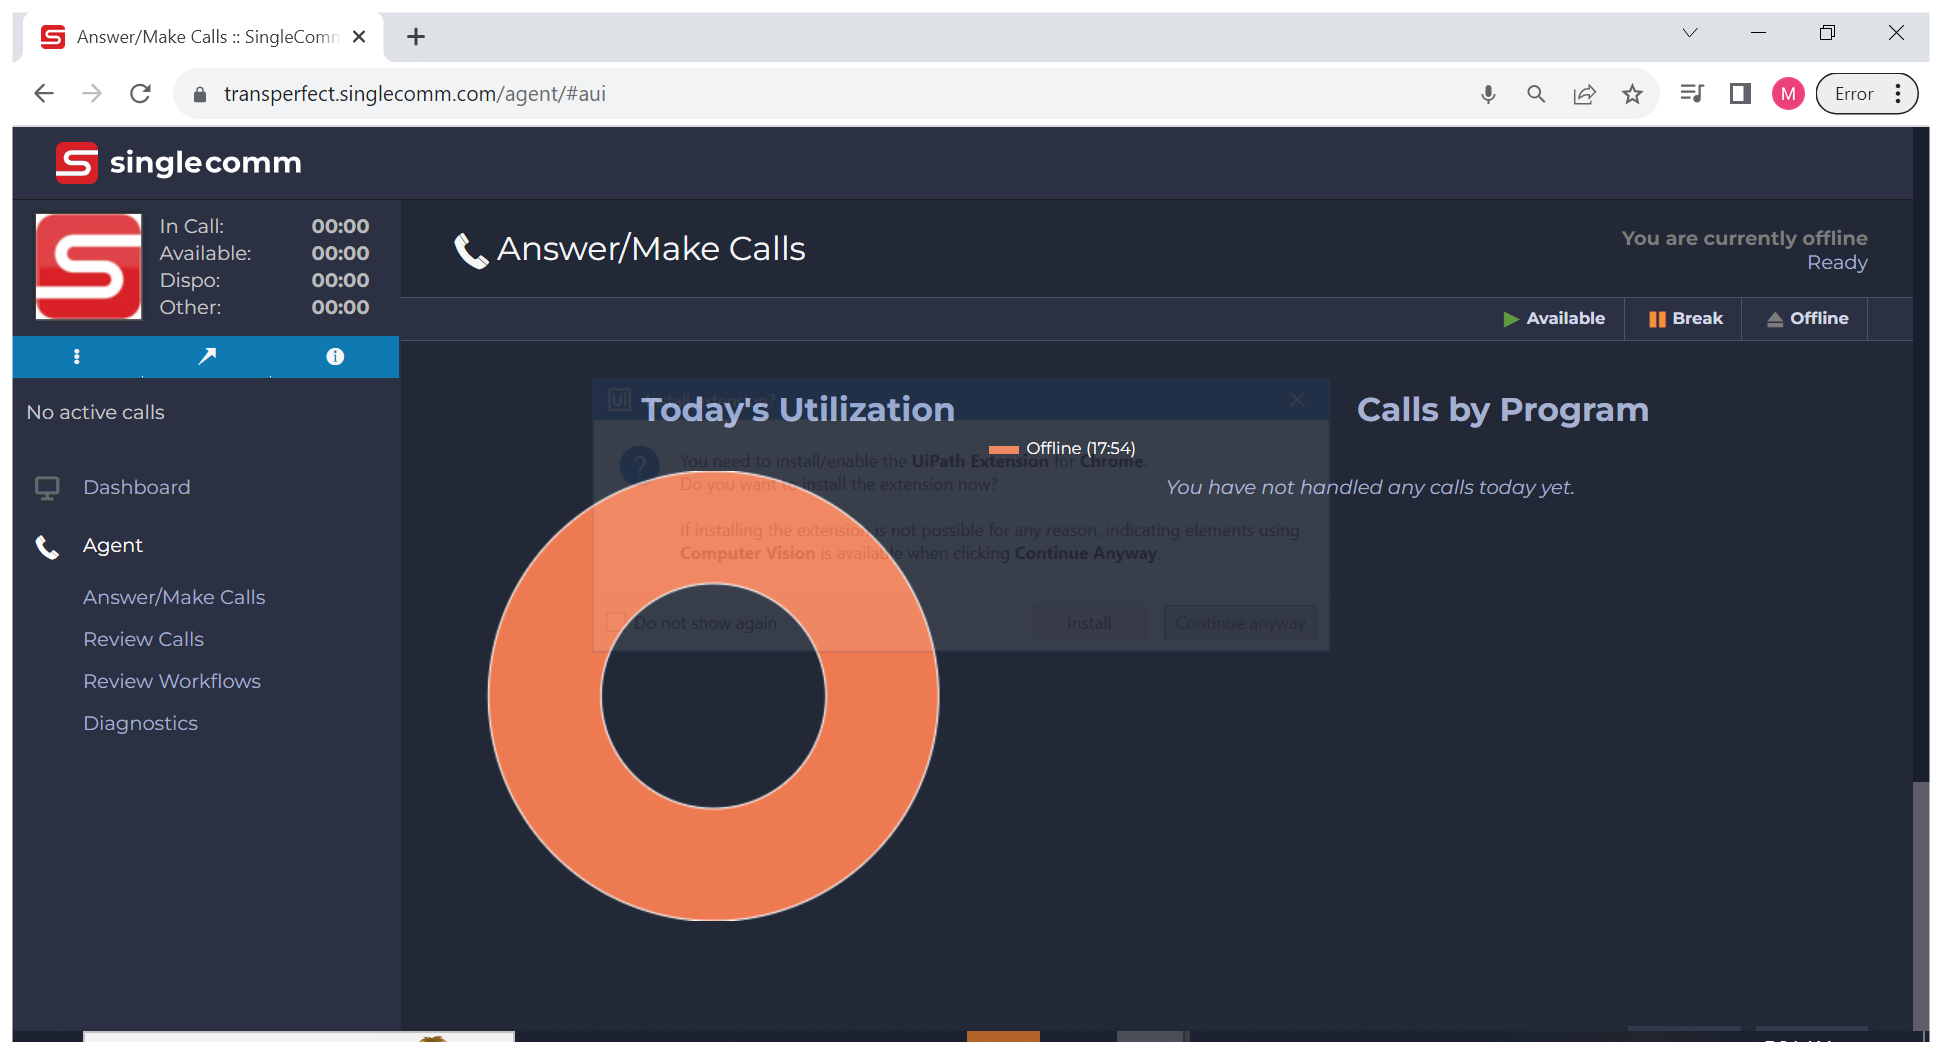 Answer/Make Calls :: SingleComm
transperfect.singlecomm.com/agent/#aui
M
Error
singlecomm
In Call: 00:00
Available: 00:00
Dispo: 00:00
Other: 00:00
No active calls
Dashboard
Agent
Answer/Make Calls
Review Calls
Review Workflows
Diagnostics
Answer/Make Calls
You are currently offline
Ready
Available
Break
Offline
Today's Utilization
Offline (17:54)
Calls by Program
You have not handled any calls today yet.
Ui
You need to install/enable the UiPath Extension for Chrome.
Do you want to install the extension now?
If installing the extension is not possible for any reason, indicating elements using
Computer Vision is available when clicking Continue Anyway.
Do not show again
Install
Continue anyway